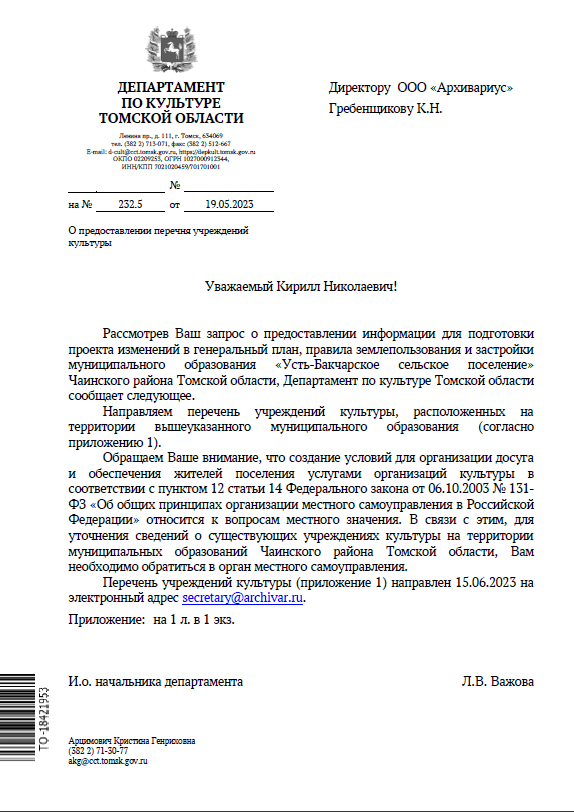 ДЕПАРТАМЕНТ
ПО КУЛЬТУРЕ
ТОМСКОЙ ОБЛАСТИ
Ленина пр., д. 111, г. Томск, 634069
тел. (382 2) 713-071, факс (382 2) 512-667
E-mail: d-cult@cct.tomsk.gov.ru, https://depkult.tomsk.gov.ru
ОКПО 02209253, ОГРН 1027000912344,
ИНН/КПП 7021020459/701701001
№
на № 232.5 от 19.05.2023
О предоставлении перечня учреждений
культуры
Директору ООО «Архивариус»
Гребенщикову К.Н.
Уважаемый Кирилл Николаевич!
Рассмотрев Ваш запрос о предоставлении информации для подготовки
проекта изменений в генеральный план, правила землепользования и застройки
муниципального образования «Усть-Бакчарское сельское поселение»
Чаинского района Томской области, Департамент по культуре Томской области
сообщает следующее.
Направляем перечень учреждений культуры, расположенных на
территории вышеуказанного муниципального образования (согласно
приложению 1).
Обращаем Ваше внимание, что создание условий для организации досуга
и обеспечения жителей поселения услугами организаций культуры в
соответствии с пунктом 12 статьи 14 Федерального закона от 06.10.2003 № 131-
ФЗ «Об общих принципах организации местного самоуправления в Российской
Федерации» относится к вопросам местного значения. В связи с этим, для
уточнения сведений о существующих учреждениях культуры на территории
муниципальных образований Чаинского района Томской области, Вам
необходимо обратиться в орган местного самоуправления.
Перечень учреждений культуры (приложение 1) направлен 15.06.2023 на
электронный адрес secretary@archivar.ru.
Приложение: на 1 л. в 1 экз.
И.о. начальника департамента Л.В. Важова
ТО-18421953
Арцимович Кристина Генриховна
(382 2) 71-30-77
akg@cct.tomsk.gov.ru